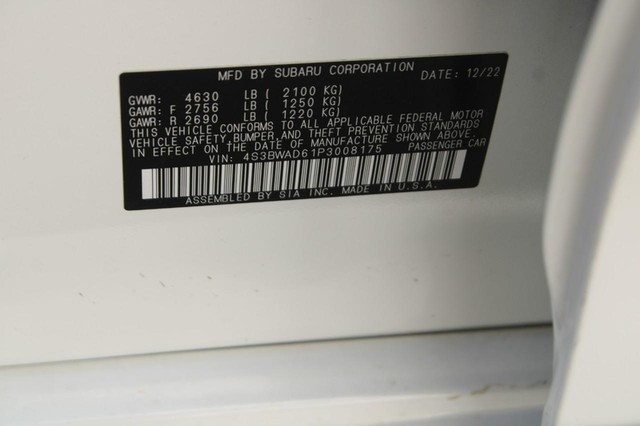 MFD BY SUBARU CORPORATION DATE: 12/22
GVWR: 4630 LB ( 2100 KG)
GAWR: F 2756 LB ( 1250 KG)
GAWR: R 2690 LB ( 1220 KG)
THIS VEHICLE CONFORMS TO ALL APPLICABLE FEDERAL MOTOR
VEHICLE SAFETY,BUMPER,AND THEFT PREVENTION STANDARDS
IN EFFECT ON THE DATE OF MANUFACTURE SHOWN ABOVE.
VIN: 4S3BWAD61P3008175 PASSENGER CAR
ASSEMBLED BY SIA INC. MADE IN U.S.A.